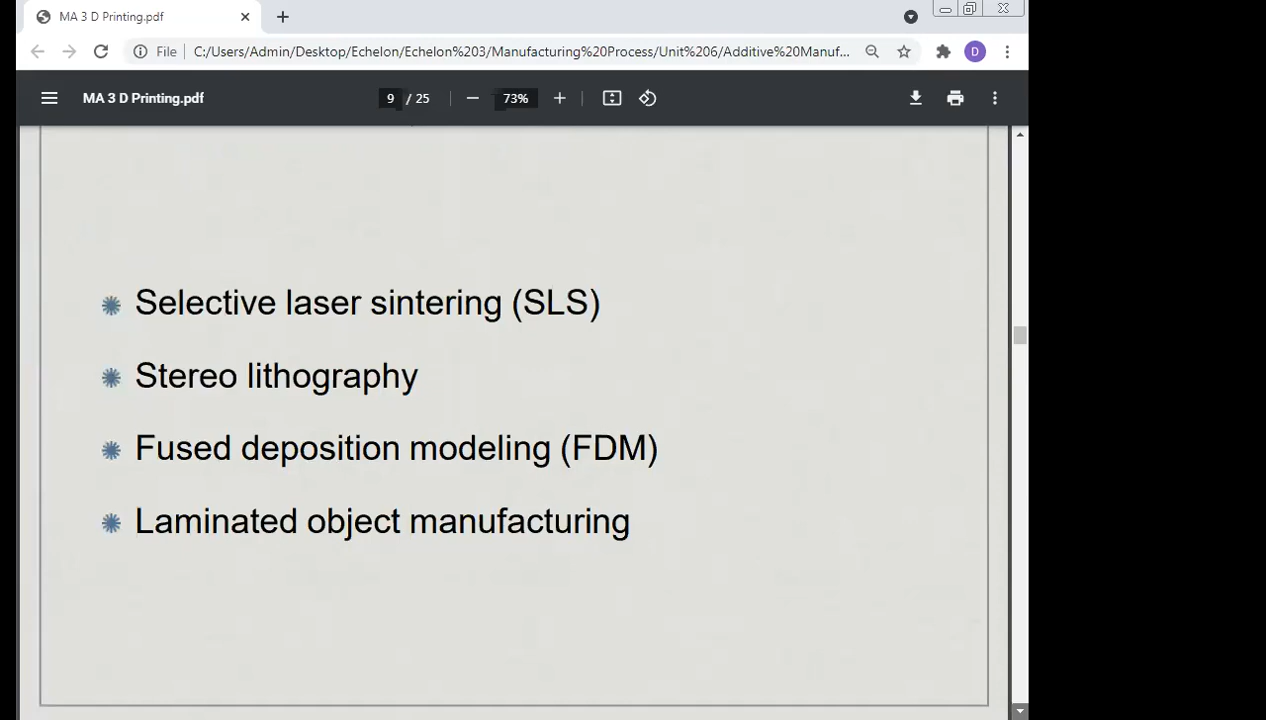 MA 3 D Printing.pdf
File C:/Users/Admin/Desktop/Echelon/Echelon%203/Manufacturing%20Process/Unit%206/Additive%20Manuf... D
MA 3 D Printing.pdf 9 / 25 73%
Selective laser sintering (SLS)
Stereo lithography
Fused deposition modeling (FDM)
Laminated object manufacturing